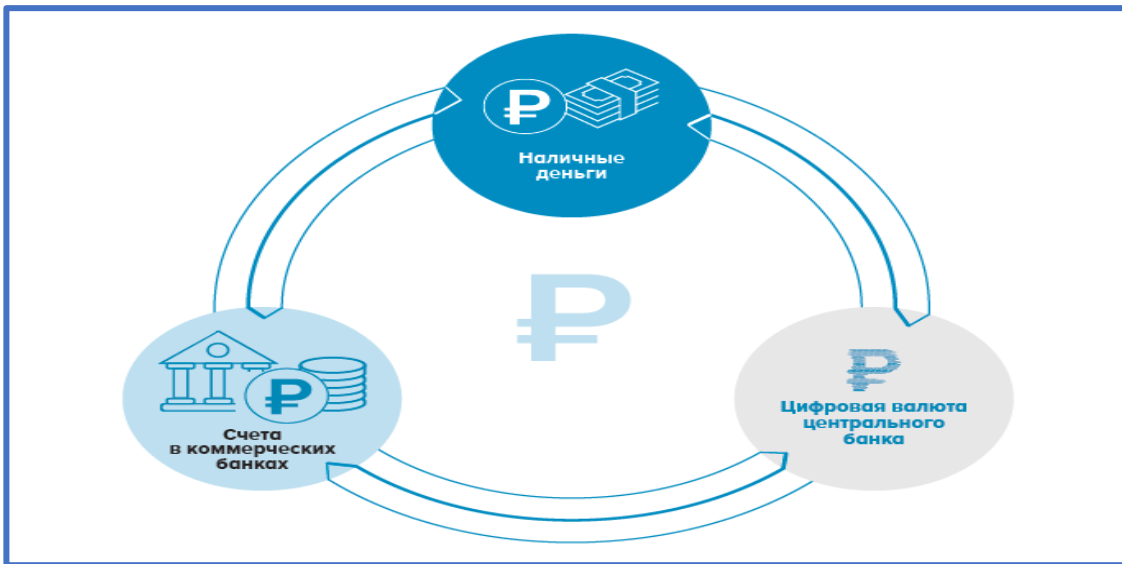 ₽
Наличные
деньги
₽
₽
Счета
в коммерческих
банках
₽
Цифровая валюта
центрального
банка